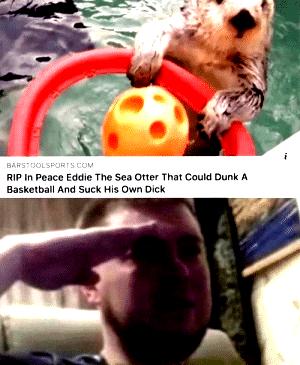 BARSTOOLSPORTS.COM
i
RIP In Peace Eddie The Sea Otter That Could Dunk A
Basketball And Suck His Own Dick